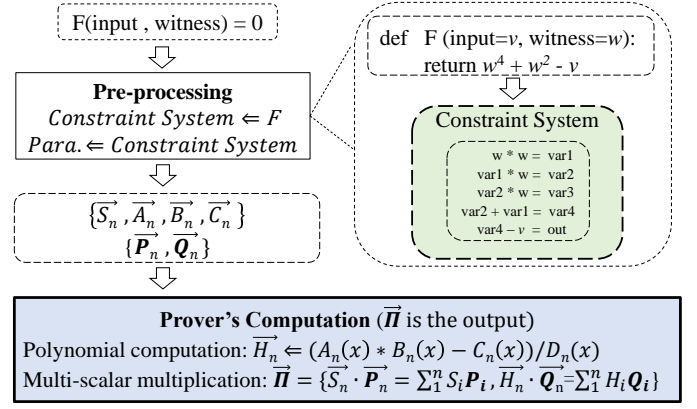 F(input , witness) = 0
Pre-processing
Constraint System ⇐ F
Para. ⇐ Constraint System
{S⃗ₙ , A⃗ₙ , B⃗ₙ , C⃗ₙ }
{P⃗ₙ , Q⃗ₙ}
def F (input=v, witness=w):
return w⁴ + w² - v
Constraint System
w * w = var1
var1 * w = var2
var2 * w = var3
var2 + var1 = var4
var4 – v = out
Prover's Computation (Π⃗ is the output)
Polynomial computation: H⃗ₙ ⇐ (Aₙ(x) ∗ Bₙ(x) − Cₙ(x))/Dₙ(x)
Multi-scalar multiplication: Π⃗ = {S⃗ₙ · P⃗ₙ = ∑₁ⁿ SᵢPᵢ , H⃗ₙ · Q⃗ₙ=∑₁ⁿ HᵢQᵢ}